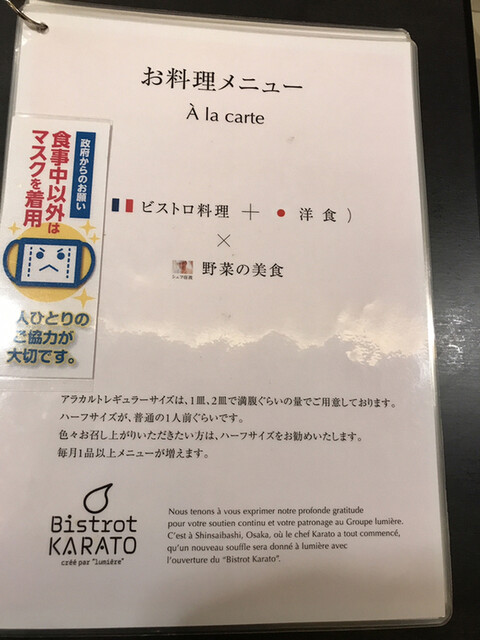 お料理メニュー
À la carte
政府からのお願い
食事中以外は
マスクを着用
人ひとりの
ご協力が
大切です。
ビストロ料理 + 洋食）
×
野菜の美食
アラカルトレギュラーサイズは、1皿、2皿で満腹ぐらいの量でご用意しております。
ハーフサイズが、普通の1人前ぐらいです。
色々お召し上がりいただきたい方は、ハーフサイズをお勧めいたします。
毎月1品以上メニューが増えます。
Bistrot
KARATO
créé par "lumière"
Nous tenons à vous exprimer notre profonde gratitude
pour votre soutien continu et votre patronage au Groupe lumière.
C'est à Shinsaibashi, Osaka, où le chef Karato a tout commencé,
qu'un nouveau souffle sera donné à lumière avec
l'ouverture du "Bistrot Karato".